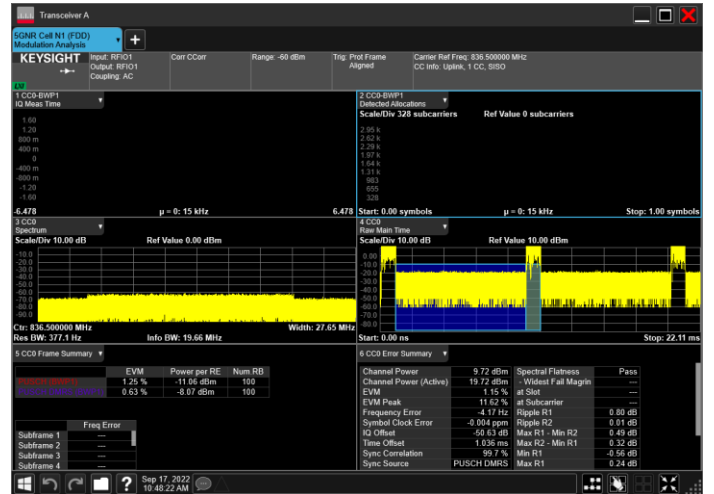 Transceiver A
5GNR Cell N1 (FDD)
Modulation Analysis
KEYSIGHT
Input: RFIO1
Output: RFIO1
Coupling: AC
Corr CCorr
Range: -60 dBm
Trig: Prot Frame
Aligned
Carrier Ref Freq: 836.500000 MHz
CC Info: Uplink, 1 CC, SISO
1 CC0-BWP1
IQ Meas Time
1.60
1.20
800 m
400 m
0
-400 m
-800 m
-1.20
-1.60
-6.478 μ = 0: 15 kHz 6.478
2 CC0-BWP1
Detected Allocations
Scale/Div 328 subcarriers Ref Value 0 subcarriers
2.95 k
2.62 k
2.29 k
1.97 k
1.64 k
1.31 k
983
655
328
Start: 0.00 symbols μ = 0: 15 kHz Stop: 1.00 symbols
3 CC0
Spectrum
Scale/Div 10.00 dB Ref Value 0.00 dBm
-10.0
-20.0
-30.0
-40.0
-50.0
-60.0
-70.0
-80.0
-90.0
Ctr: 836.500000 MHz Width: 27.65 MHz
Res BW: 377.1 Hz Info BW: 19.66 MHz
4 CC0
Raw Main Time
Scale/Div 10.00 dB Ref Value 10.00 dBm
0.00
-10.0
-20.0
-30.0
-40.0
-50.0
-60.0
-70.0
-80.0
Start: 0.00 ns Stop: 22.11 ms
5 CC0 Frame Summary
EVM Power per RE Num RB
1.25 % -11.06 dBm 100
0.63 % -8.07 dBm 100
Freq Error
Subframe 1 ---
Subframe 2 ---
Subframe 3 ---
Subframe 4 ---
6 CC0 Error Summary
Channel Power 9.72 dBm Spectral Flatness Pass
Channel Power (Active) 19.72 dBm - Widest Fail Magrin ---
EVM 1.15 % at Slot ---
EVM Peak 11.62 % at Subcarrier ---
Frequency Error -4.17 Hz Ripple R1 0.80 dB
Symbol Clock Error -0.004 ppm Ripple R2 0.01 dB
IQ Offset -50.63 dB Max R1 - Min R2 0.49 dB
Time Offset 1.036 ms Max R2 - Min R1 0.32 dB
Sync Correlation 99.7 % Min R1 -0.56 dB
Sync Source PUSCH DMRS Max R1 0.24 dB
Sep 17, 2022
10:48:22 AM